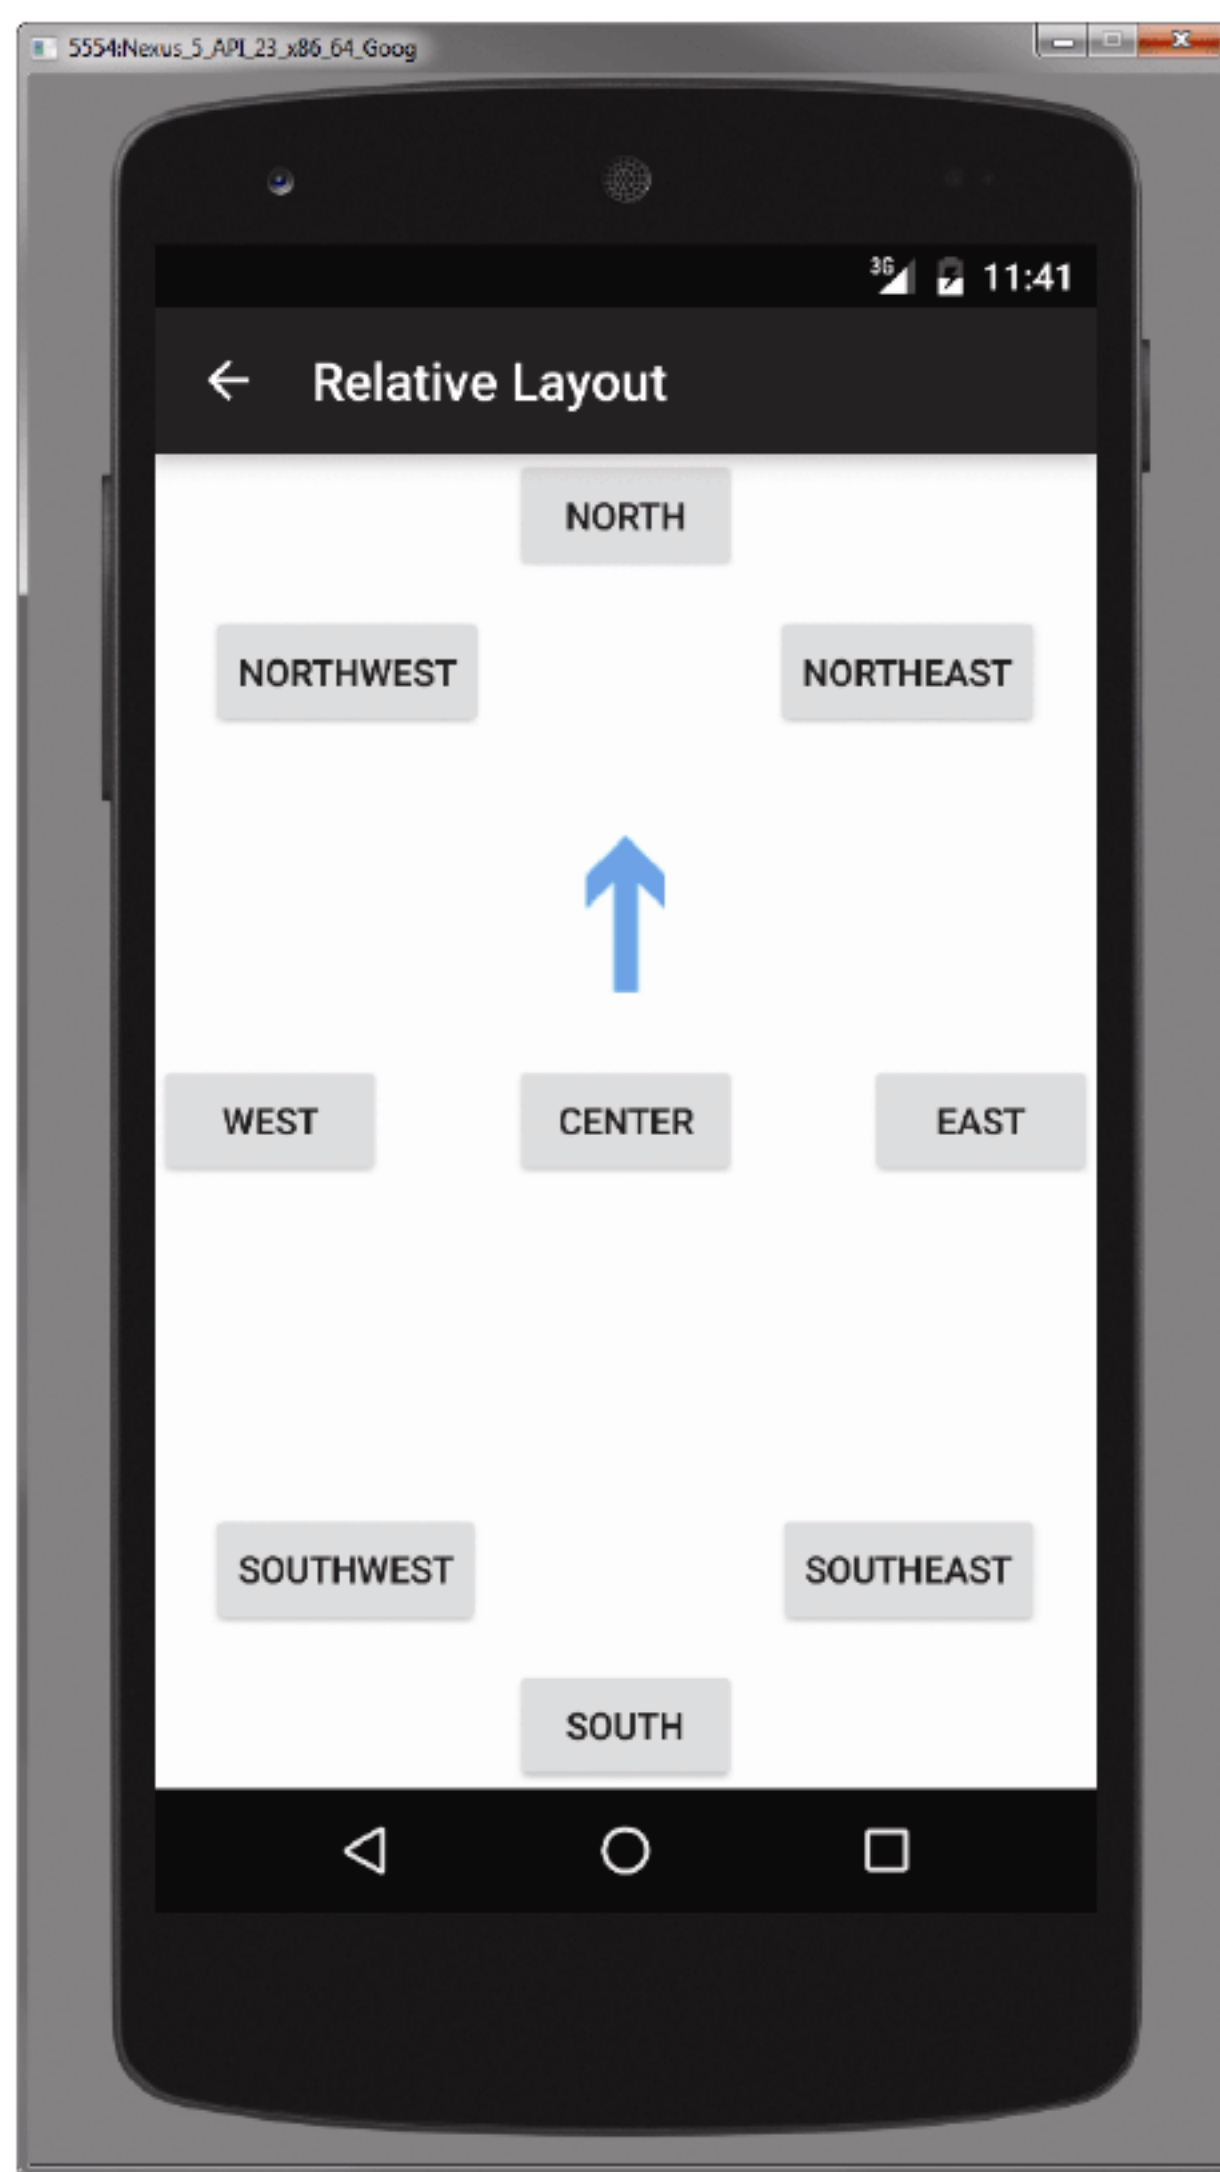 5554:Nexus_5_API_23_x86_64_Goog
3G 11:41
Relative Layout
NORTH
NORTHWEST NORTHEAST
WEST CENTER EAST
SOUTHWEST SOUTHEAST
SOUTH